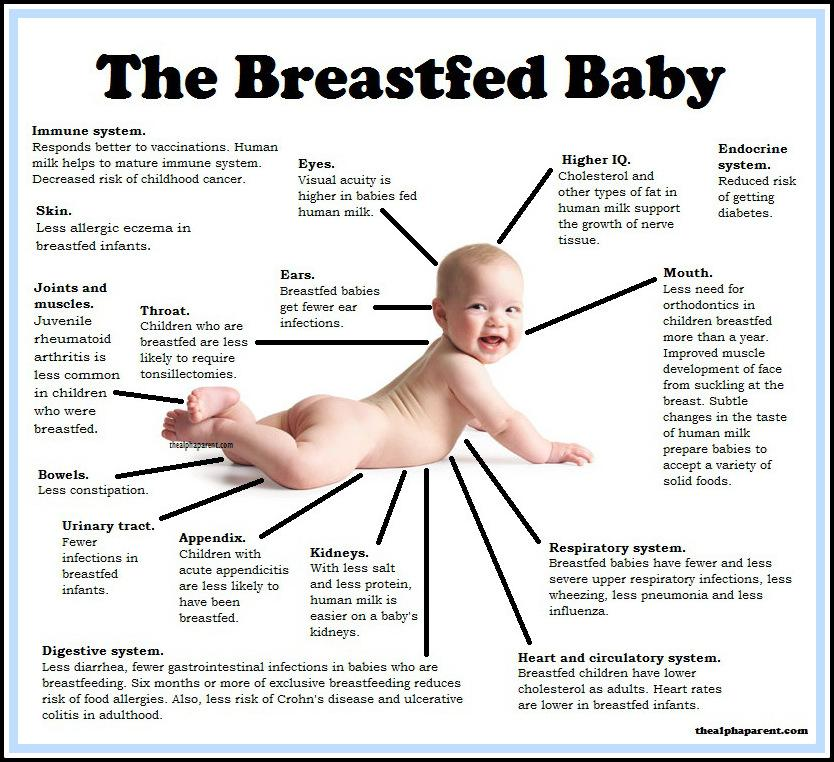 The Breastfed Baby
Immune system.
Responds better to vaccinations. Human
milk helps to mature immune system.
Decreased risk of childhood cancer.
Skin.
Less allergic eczema in
breastfed infants.
Eyes.
Visual acuity is
higher in babies fed
human milk.
Higher IQ.
Cholesterol and
other types of fat in
human milk support
the growth of nerve
tissue.
Endocrine
system.
Reduced risk
of getting
diabetes.
Joints and
muscles.
Juvenile
rheumatoid
arthritis is
less common
in children
who were
breastfed.
Throat.
Children who are
breastfed are less
likely to require
tonsillectomies.
Ears.
Breastfed babies
get fewer ear
infections.
Mouth.
Less need for
orthodontics in
children breastfed
more than a year.
Improved muscle
development of face
from suckling at the
breast. Subtle
changes in the taste
of human milk
prepare babies to
accept a variety of
solid foods.
thealphaparent.com
Bowels.
Less constipation.
Urinary tract.
Fewer
infections in
breastfed
infants.
Appendix.
Children with
acute appendicitis
are less likely to
have been
breastfed.
Kidneys.
With less salt
and less protein,
human milk is
easier on a baby's
kidneys.
Respiratory system.
Breastfed babies have fewer and less
severe upper respiratory infections, less
wheezing, less pneumonia and less
influenza.
Digestive system.
Less diarrhea, fewer gastrointestinal infections in babies who are
breastfeeding. Six months or more of exclusive breastfeeding reduces
risk of food allergies. Also, less risk of Crohn's disease and ulcerative
colitis in adulthood.
Heart and circulatory system.
Breastfed children have lower
cholesterol as adults. Heart rates
are lower in breastfed infants.
thealphaparent.com